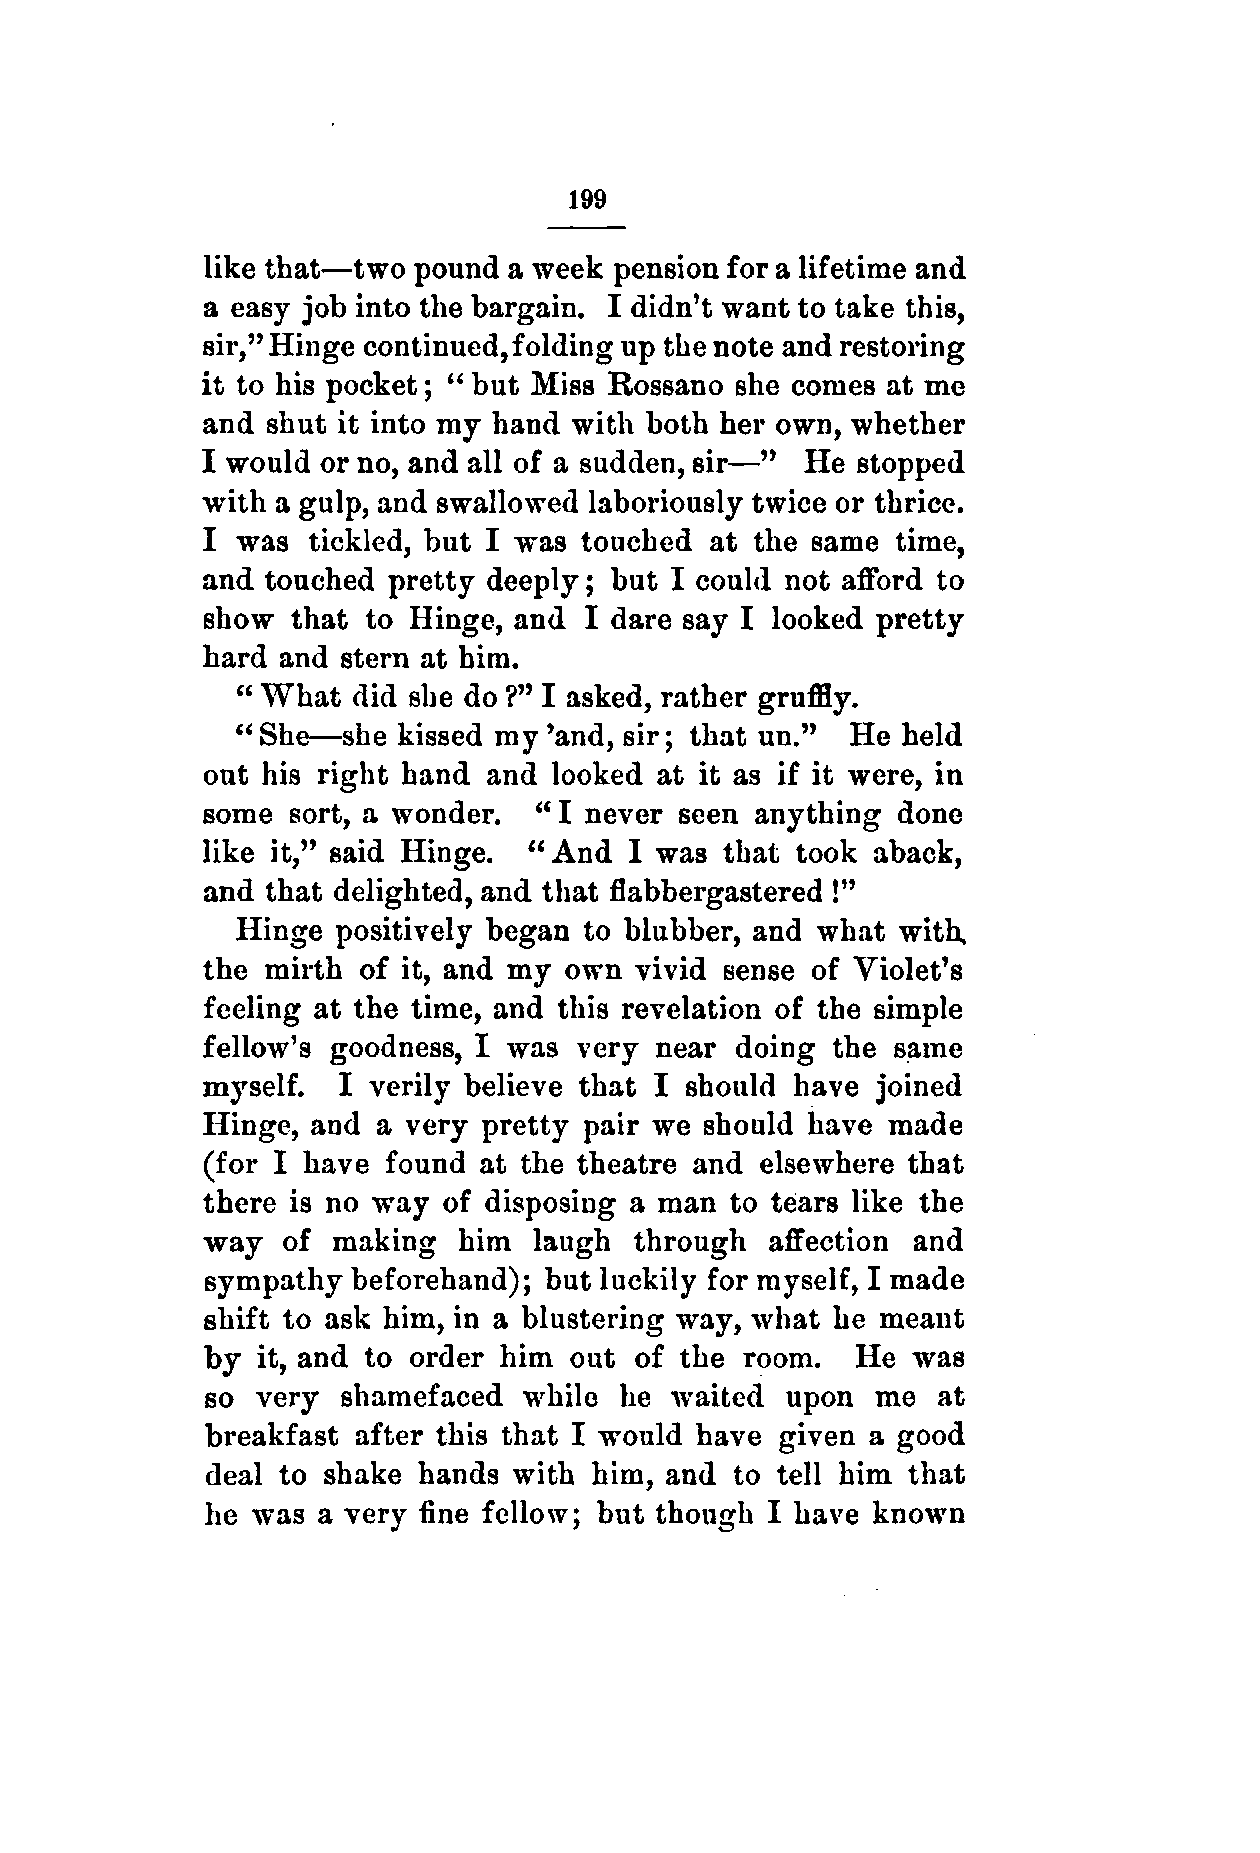 199
like that—two pound a week pension for a lifetime and
a easy job into the bargain. I didn't want to take this,
sir," Hinge continued, folding up the note and restoring
it to his pocket; "but Miss Rossano she comes at me
and shut it into my hand with both her own, whether
I would or no, and all of a sudden, sir—" He stopped
with a gulp, and swallowed laboriously twice or thrice.
I was tickled, but I was touched at the same time,
and touched pretty deeply; but I could not afford to
show that to Hinge, and I dare say I looked pretty
hard and stern at him.
"What did she do?" I asked, rather gruffly.
"She—she kissed my 'and, sir; that un." He held
out his right hand and looked at it as if it were, in
some sort, a wonder. "I never seen anything done
like it," said Hinge. "And I was that took aback,
and that delighted, and that flabbergastered!"
Hinge positively began to blubber, and what with
the mirth of it, and my own vivid sense of Violet's
feeling at the time, and this revelation of the simple
fellow's goodness, I was very near doing the same
myself. I verily believe that I should have joined
Hinge, and a very pretty pair we should have made
(for I have found at the theatre and elsewhere that
there is no way of disposing a man to tears like the
way of making him laugh through affection and
sympathy beforehand); but luckily for myself, I made
shift to ask him, in a blustering way, what he meant
by it, and to order him out of the room. He was
so very shamefaced while he waited upon me at
breakfast after this that I would have given a good
deal to shake hands with him, and to tell him that
he was a very fine fellow; but though I have known